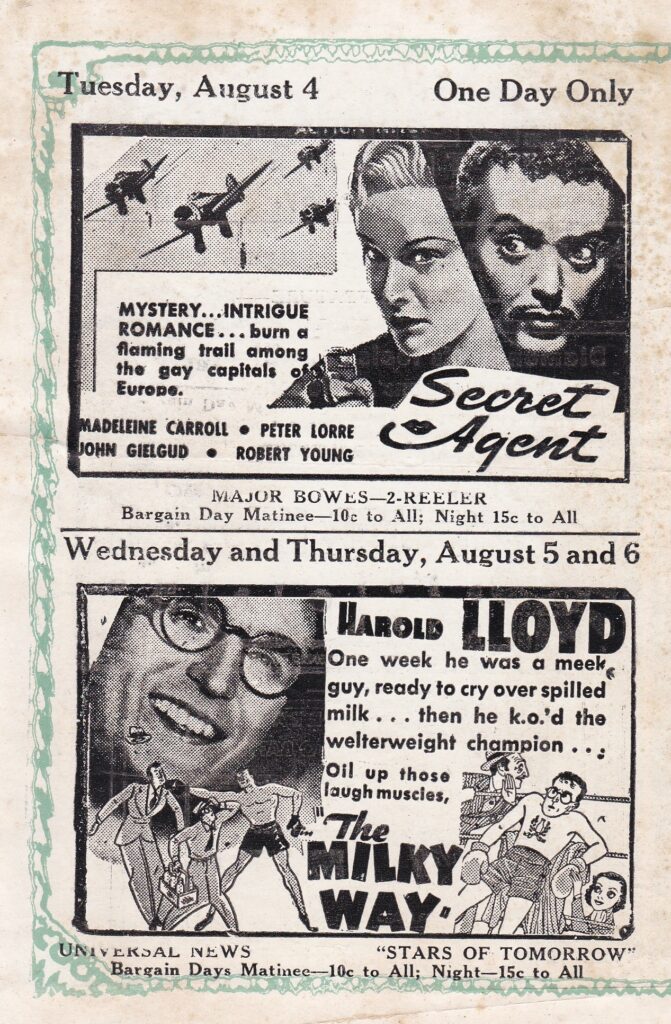 Tuesday, August 4 One Day Only
MYSTERY...INTRIGUE
ROMANCE...burn a
flaming trail among
the gay capitals of
Europe.
MADELEINE CARROLL • PETER LORRE
JOHN GIELGUD • ROBERT YOUNG
Secret
Agent
MAJOR BOWES—2-REELER
Bargain Day Matinee—10c to All; Night 15c to All
Wednesday and Thursday, August 5 and 6
HAROLD LLOYD
One week he was a meek
guy, ready to cry over spilled
milk... then he k.o.'d the
welterweight champion...
Oil up those
laugh muscles,
"The
MILKY
WAY"
UNIVERSAL NEWS "STARS OF TOMORROW"
Bargain Days Matinee—10c to All; Night—15c to All